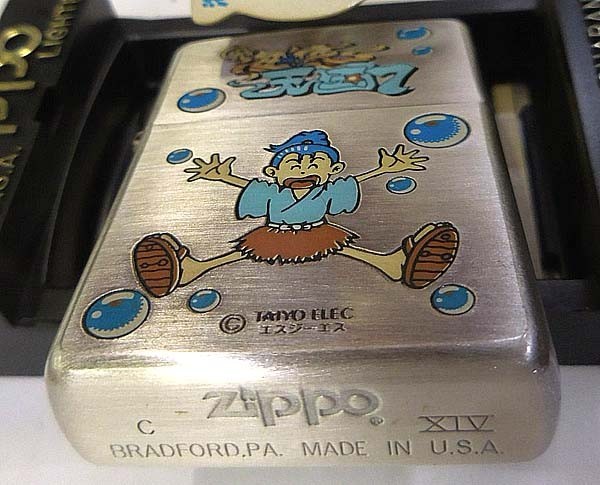 © TAIYO ELEC
エスジーエス
Zippo®
C XIV
BRADFORD,PA. MADE IN U.S.A.